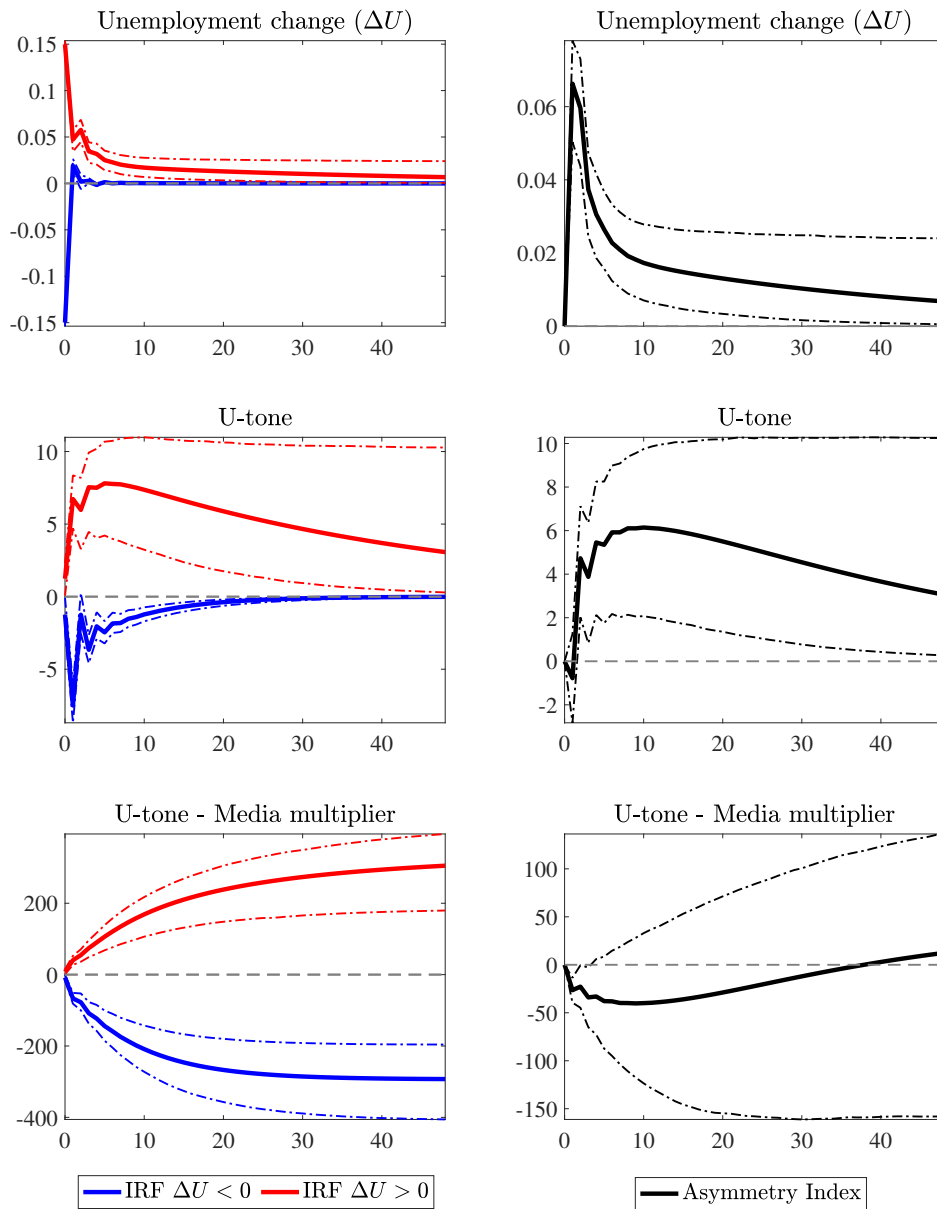 Unemployment change (ΔU)
0.15
0.1
0.05
0
-0.05
-0.1
-0.15
0 10 20 30 40
Unemployment change (ΔU)
0.06
0.04
0.02
0
0 10 20 30 40
U-tone
10
5
0
-5
0 10 20 30 40
U-tone
10
8
6
4
2
0
-2
0 10 20 30 40
U-tone - Media multiplier
200
0
-200
-400
0 10 20 30 40
U-tone - Media multiplier
100
50
0
-50
-100
-150
0 10 20 30 40
IRF ΔU < 0 IRF ΔU > 0
Asymmetry Index